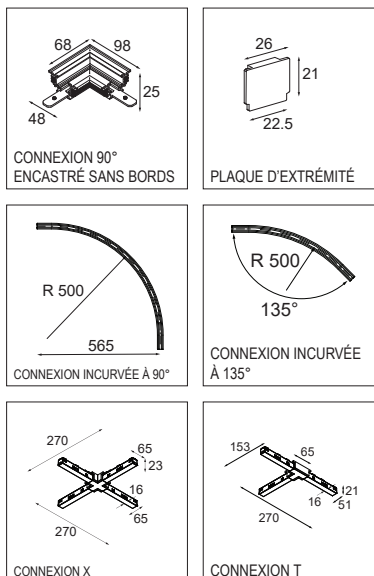 68
98
25
48
CONNEXION 90°
ENCASTRÉ SANS BORDS
26
21
22.5
PLAQUE D'EXTRÉMITÉ
R 500
565
CONNEXION INCURVÉE À 90°
R 500
135°
CONNEXION INCURVÉE
À 135°
270
65
23
16
65
270
CONNEXION X
153
65
21
16
51
270
CONNEXION T